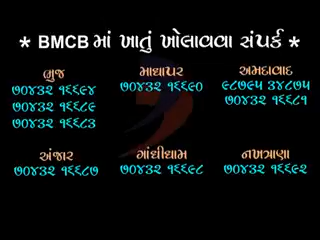 * BMCB માં ખાતું ખોલાવવા સંપર્ક *
ભુજ
૭૦૪૩૨ ૧૬૬૯૪
૭૦૪૩૨ ૧૬૬૮૯
૭૦૪૩૨ ૧૬૬૮૩
માધાપર
૭૦૪૩૨ ૧૬૬૯૦
અમદાવાદ
૯૮૭૯૫ ૩૪૮૭૫
૭૦૪૩૨ ૧૬૬૮૧
અંજાર
૭૦૪૩૨ ૧૬૬૮૭
ગાંધીધામ
૭૦૪૩૨ ૧૬૬૯૮
નખત્રાણા
૭૦૪૩૨ ૧૬૬૯૨